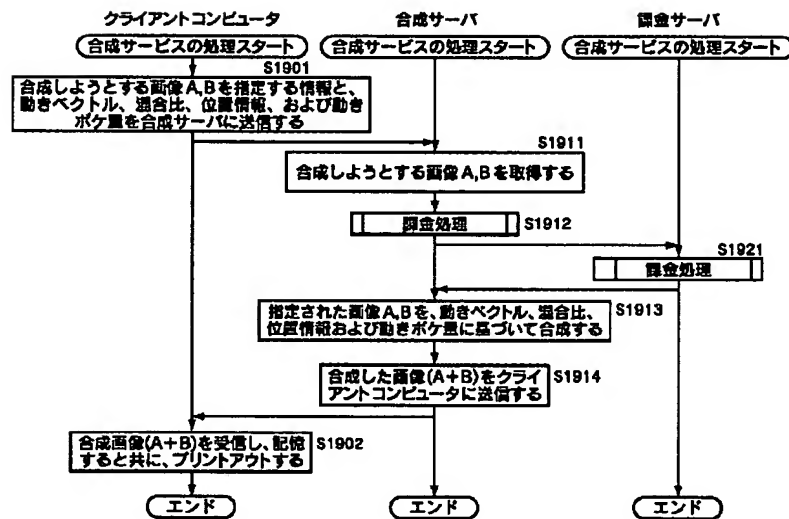 クライアントコンピュータ
合成サーバ
課金サーバ
合成サービスの処理スタート
合成サービスの処理スタート
合成サービスの処理スタート
S1901
合成しようとする画像A,Bを指定する情報と、
動きベクトル、混合比、位置情報、および動き
ボケ量を合成サーバに送信する
S1911
合成しようとする画像A,Bを取得する
課金処理
S1912
S1921
課金処理
指定された画像A,Bを、動きベクトル、混合比、
位置情報および動きボケ量に基づいて合成する
S1913
合成した画像(A+B)をクライ
アントコンピュータに送信する
S1914
合成画像(A+B)を受信し、記憶
すると共に、プリントアウトする
S1902
エンド
エンド
エンド